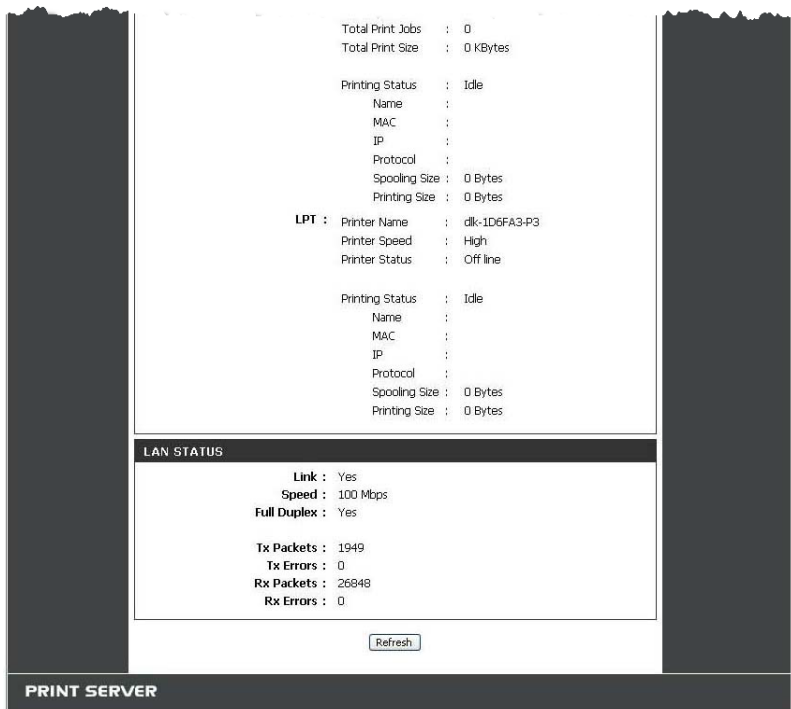 Total Print Jobs : 0
Total Print Size : 0 KBytes
Printing Status : Idle
Name :
MAC :
IP :
Protocol :
Spooling Size : 0 Bytes
Printing Size : 0 Bytes
LPT : Printer Name : dlk-1D6FA3-P3
Printer Speed : High
Printer Status : Off line
Printing Status : Idle
Name :
MAC :
IP :
Protocol :
Spooling Size : 0 Bytes
Printing Size : 0 Bytes
LAN STATUS
Link : Yes
Speed : 100 Mbps
Full Duplex : Yes
Tx Packets : 1949
Tx Errors : 0
Rx Packets : 26848
Rx Errors : 0
Refresh
PRINT SERVER